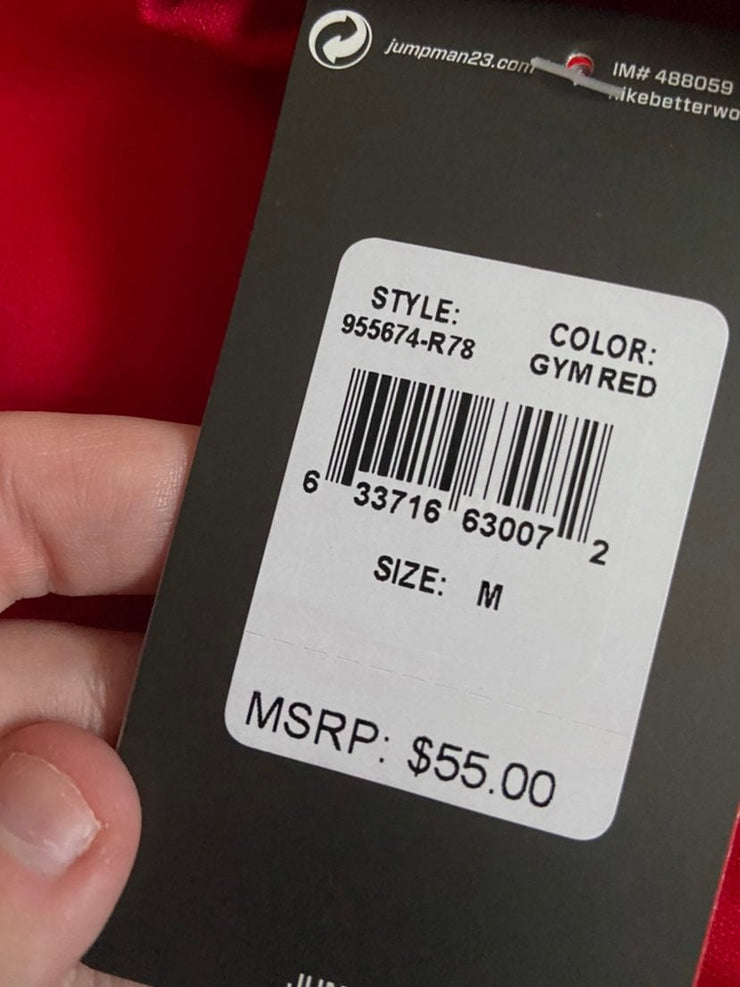 jumpman23.com
IM# 488059
STYLE:
955674-R78
COLOR:
GYM RED
6 33716 63007 2
SIZE: M
MSRP: $55.00